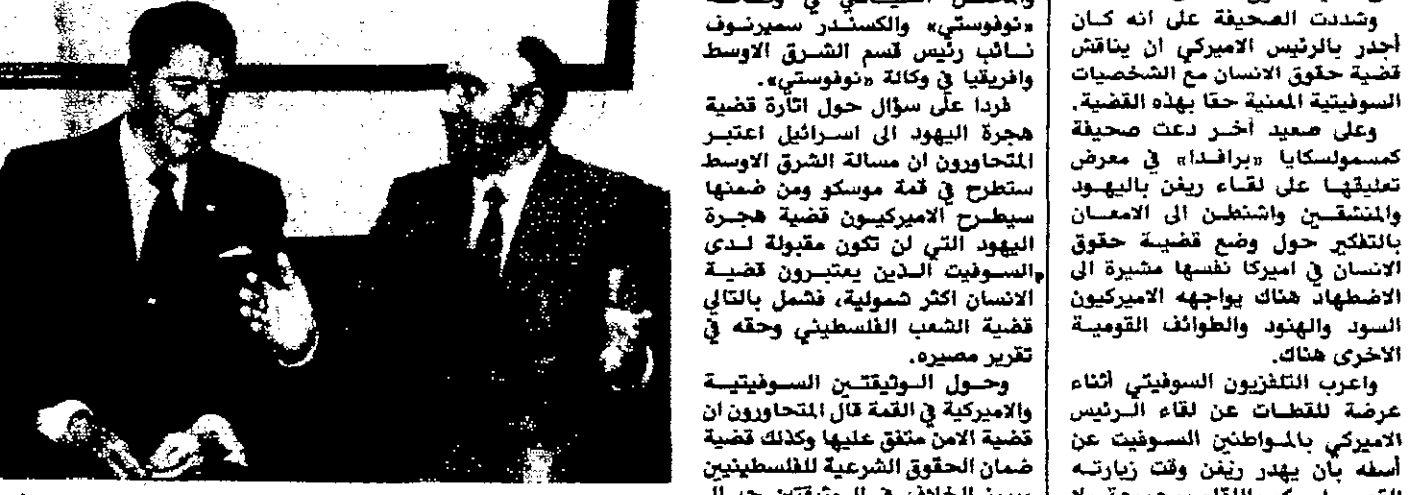 وشددت الصحيفة على انه كان
أجدر بالرئيس الاميركي ان يناقش
قضية حقوق الانسان مع الشخصيات
السوفيتية المعنية حقا بهذه القضية.
وعلى صعيد آخر دعت صحيفة
كمسمولسكايا «برافدا» في معرض
تعليقها على لقاء ريغن باليهود
والمنشقين واشنطن الى الامعان
بالتفكير حول وضع قضية حقوق
الانسان في اميركا نفسها مشيرة الى
الاضطهاد هناك يواجهه الاميركيون
السود والهنود والطوائف القومية
الاخرى هناك.
واعرب التلفزيون السوفيتي أثناء
عرضة للقطات عن لقاء الرئيس
الاميركي بالمواطنين السوفيت عن
أسفه بأن يهدر ريغن وقت زيارته
«نوفوستي» والكسندر سميرنوف
نائب رئيس قسم الشرق الاوسط
وافريقيا في وكالة «نوفوستي».
فردا على سؤال حول اثارة قضية
هجرة اليهود الى اسرائيل اعتبر
المتحاورون ان مسالة الشرق الاوسط
ستطرح في قمة موسكو ومن ضمنها
سيطرح الاميركيون قضية هجرة
اليهود التي لن تكون مقبولة لدى
السوفيت الذين يعتبرون قضية
الانسان اكثر شمولية، فشمل بالتالي
قضية الشعب الفلسطيني وحقه في
تقرير مصيره.
وحول الوثيقتين السوفيتية
والاميركية في القمة قال المتحاورون ان
قضية الامن متفق عليها وكذلك قضية
ضمان الحقوق الشرعية للفلسطينيين